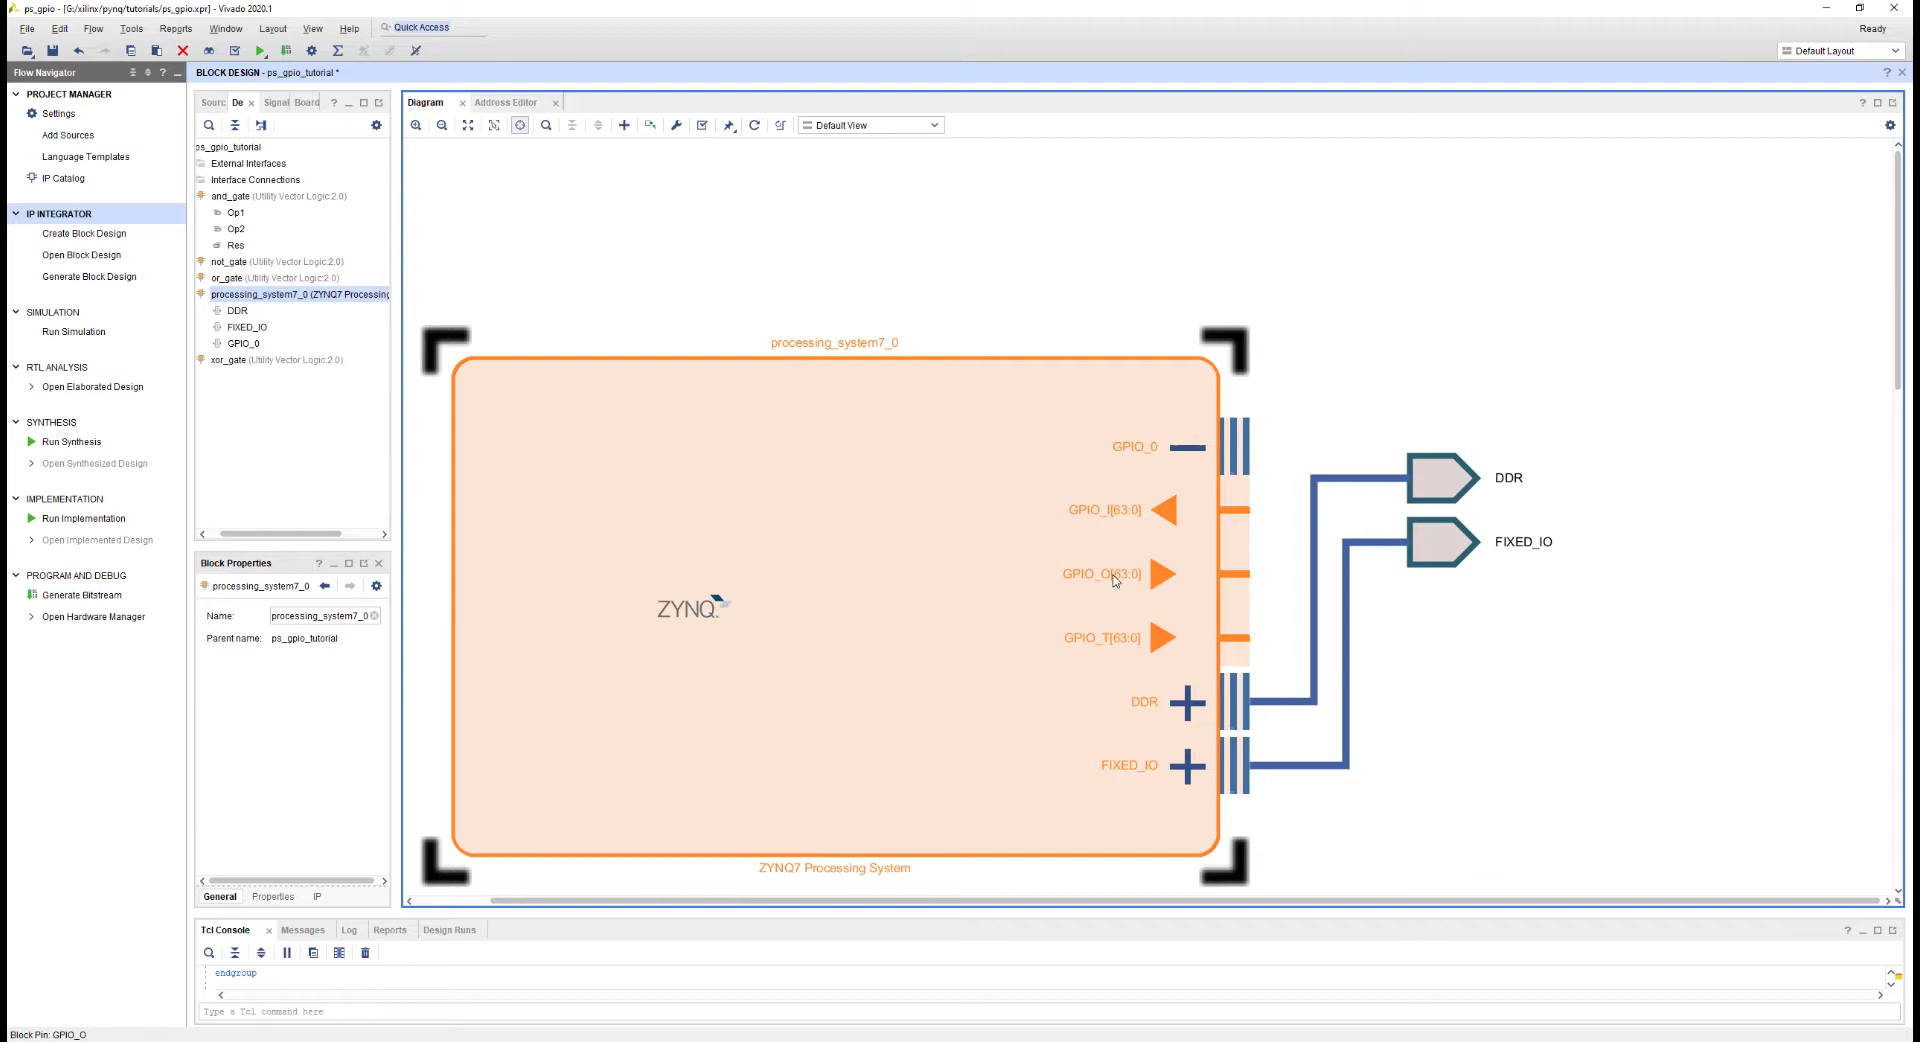 ps_gpio - [G:/xilinx/pynq/tutorials/ps_gpio.xpr] - Vivado 2020.1
File Edit Flow Tools Reports Window Layout View Help Quick Access Ready
Default Layout
Flow Navigator
PROJECT MANAGER
Settings
Add Sources
Language Templates
IP Catalog
IP INTEGRATOR
Create Block Design
Open Block Design
Generate Block Design
SIMULATION
Run Simulation
RTL ANALYSIS
Open Elaborated Design
SYNTHESIS
Run Synthesis
Open Synthesized Design
IMPLEMENTATION
Run Implementation
Open Implemented Design
PROGRAM AND DEBUG
Generate Bitstream
Open Hardware Manager
BLOCK DESIGN - ps_gpio_tutorial *
Sourc De Signal Board
ps_gpio_tutorial
External Interfaces
Interface Connections
and_gate (Utility Vector Logic:2.0)
Op1
Op2
Res
not_gate (Utility Vector Logic:2.0)
or_gate (Utility Vector Logic:2.0)
processing_system7_0 (ZYNQ7 Processing
DDR
FIXED_IO
GPIO_0
xor_gate (Utility Vector Logic:2.0)
Block Properties
processing_system7_0
Name: processing_system7_0
Parent name: ps_gpio_tutorial
General Properties IP
Diagram Address Editor
Default View
processing_system7_0
GPIO_0
GPIO_I[63:0]
GPIO_O[63:0]
GPIO_T[63:0]
DDR
FIXED_IO
ZYNQ
ZYNQ7 Processing System
DDR
FIXED_IO
Tcl Console Messages Log Reports Design Runs
endgroup
Type a Tcl command here
Block Pin: GPIO_O